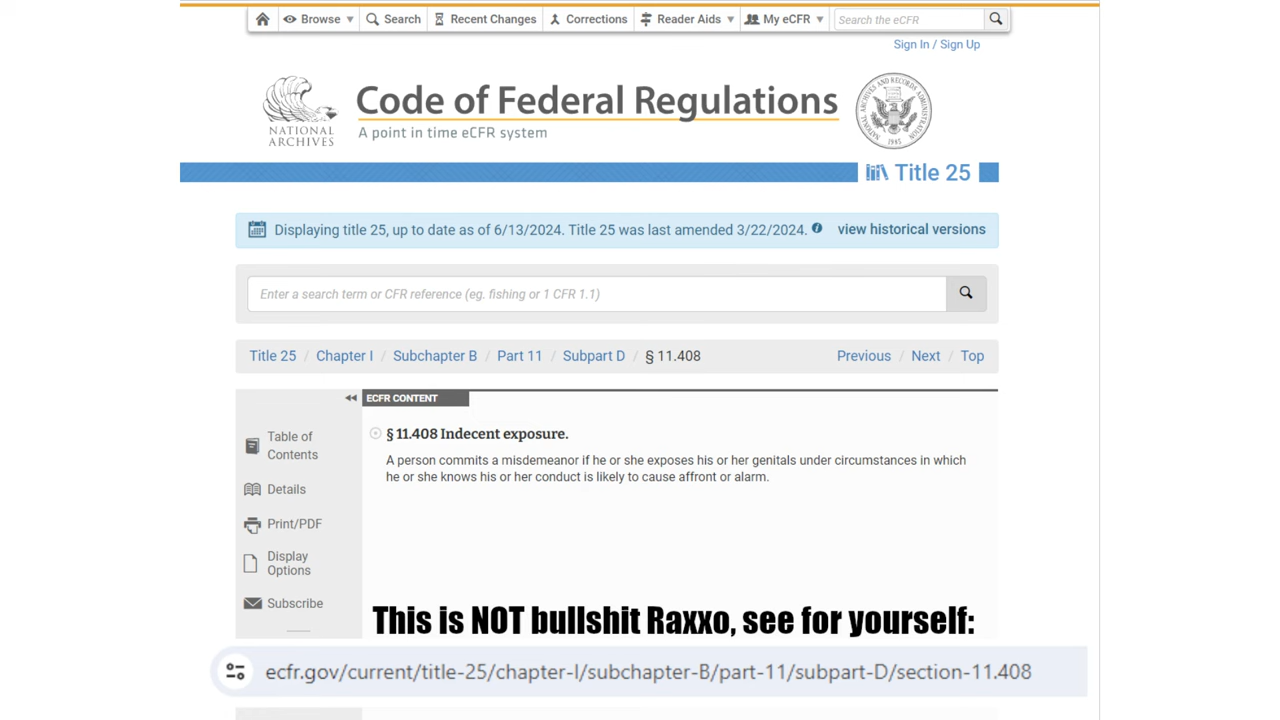 Browse Search Recent Changes Corrections Reader Aids My eCFR Search the eCFR
Sign In / Sign Up
NATIONAL
ARCHIVES
Code of Federal Regulations
A point in time eCFR system
NATIONAL ARCHIVES AND RECORDS ADMINISTRATION
1985
Title 25
Displaying title 25, up to date as of 6/13/2024. Title 25 was last amended 3/22/2024. view historical versions
Enter a search term or CFR reference (eg. fishing or 1 CFR 1.1)
Title 25 / Chapter I / Subchapter B / Part 11 / Subpart D / § 11.408 Previous / Next / Top
ECFR CONTENT
Table of
Contents
Details
Print/PDF
Display
Options
Subscribe
§ 11.408 Indecent exposure.
A person commits a misdemeanor if he or she exposes his or her genitals under circumstances in which
he or she knows his or her conduct is likely to cause affront or alarm.
This is NOT bullshit Raxxo, see for yourself:
ecfr.gov/current/title-25/chapter-I/subchapter-B/part-11/subpart-D/section-11.408